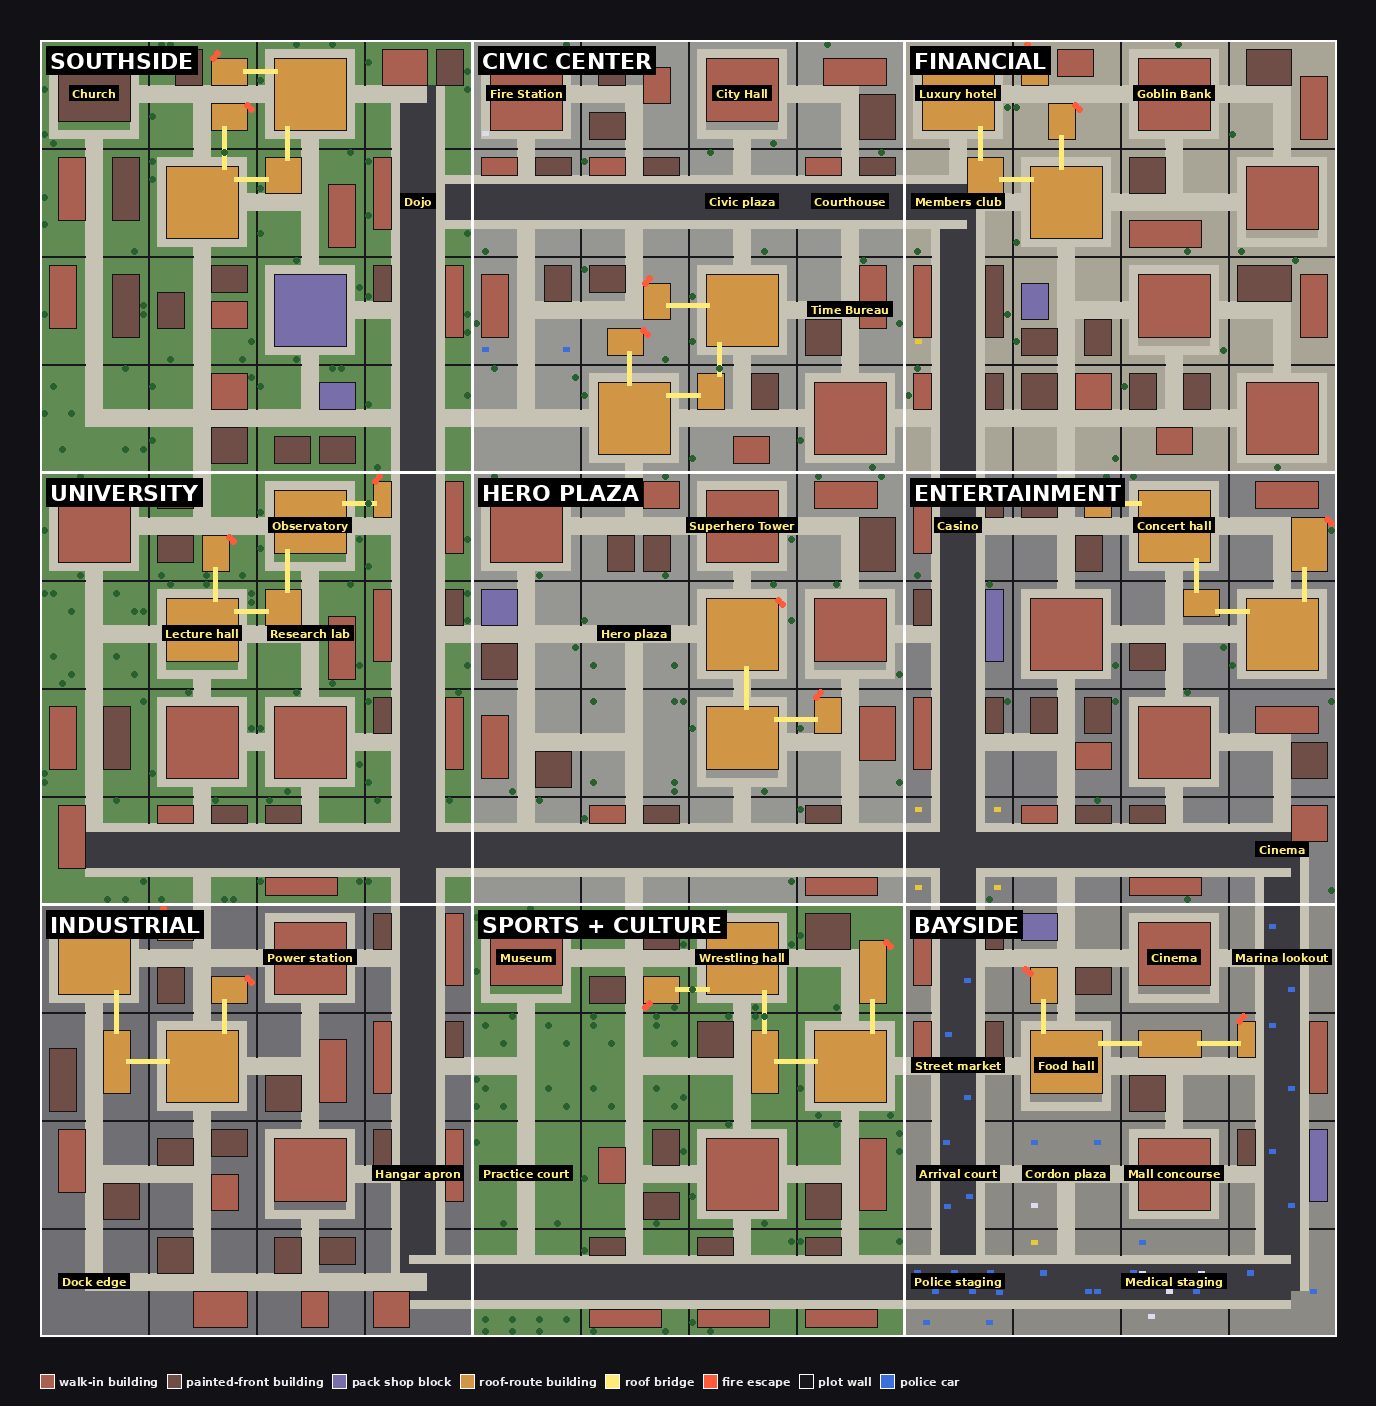 SOUTHSIDE
CIVIC CENTER
FINANCIAL
Church
Fire Station
City Hall
Luxury hotel
Goblin Bank
Dojo
Civic plaza
Courthouse
Members club
Time Bureau
UNIVERSITY
HERO PLAZA
ENTERTAINMENT
Observatory
Superhero Tower
Casino
Concert hall
Lecture hall
Research lab
Hero plaza
Cinema
INDUSTRIAL
SPORTS + CULTURE
BAYSIDE
Power station
Museum
Wrestling hall
Cinema
Marina lookout
Street market
Food hall
Hangar apron
Practice court
Arrival court
Cordon plaza
Mall concourse
Dock edge
Police staging
Medical staging
walk-in building
painted-front building
pack shop block
roof-route building
roof bridge
fire escape
plot wall
police car